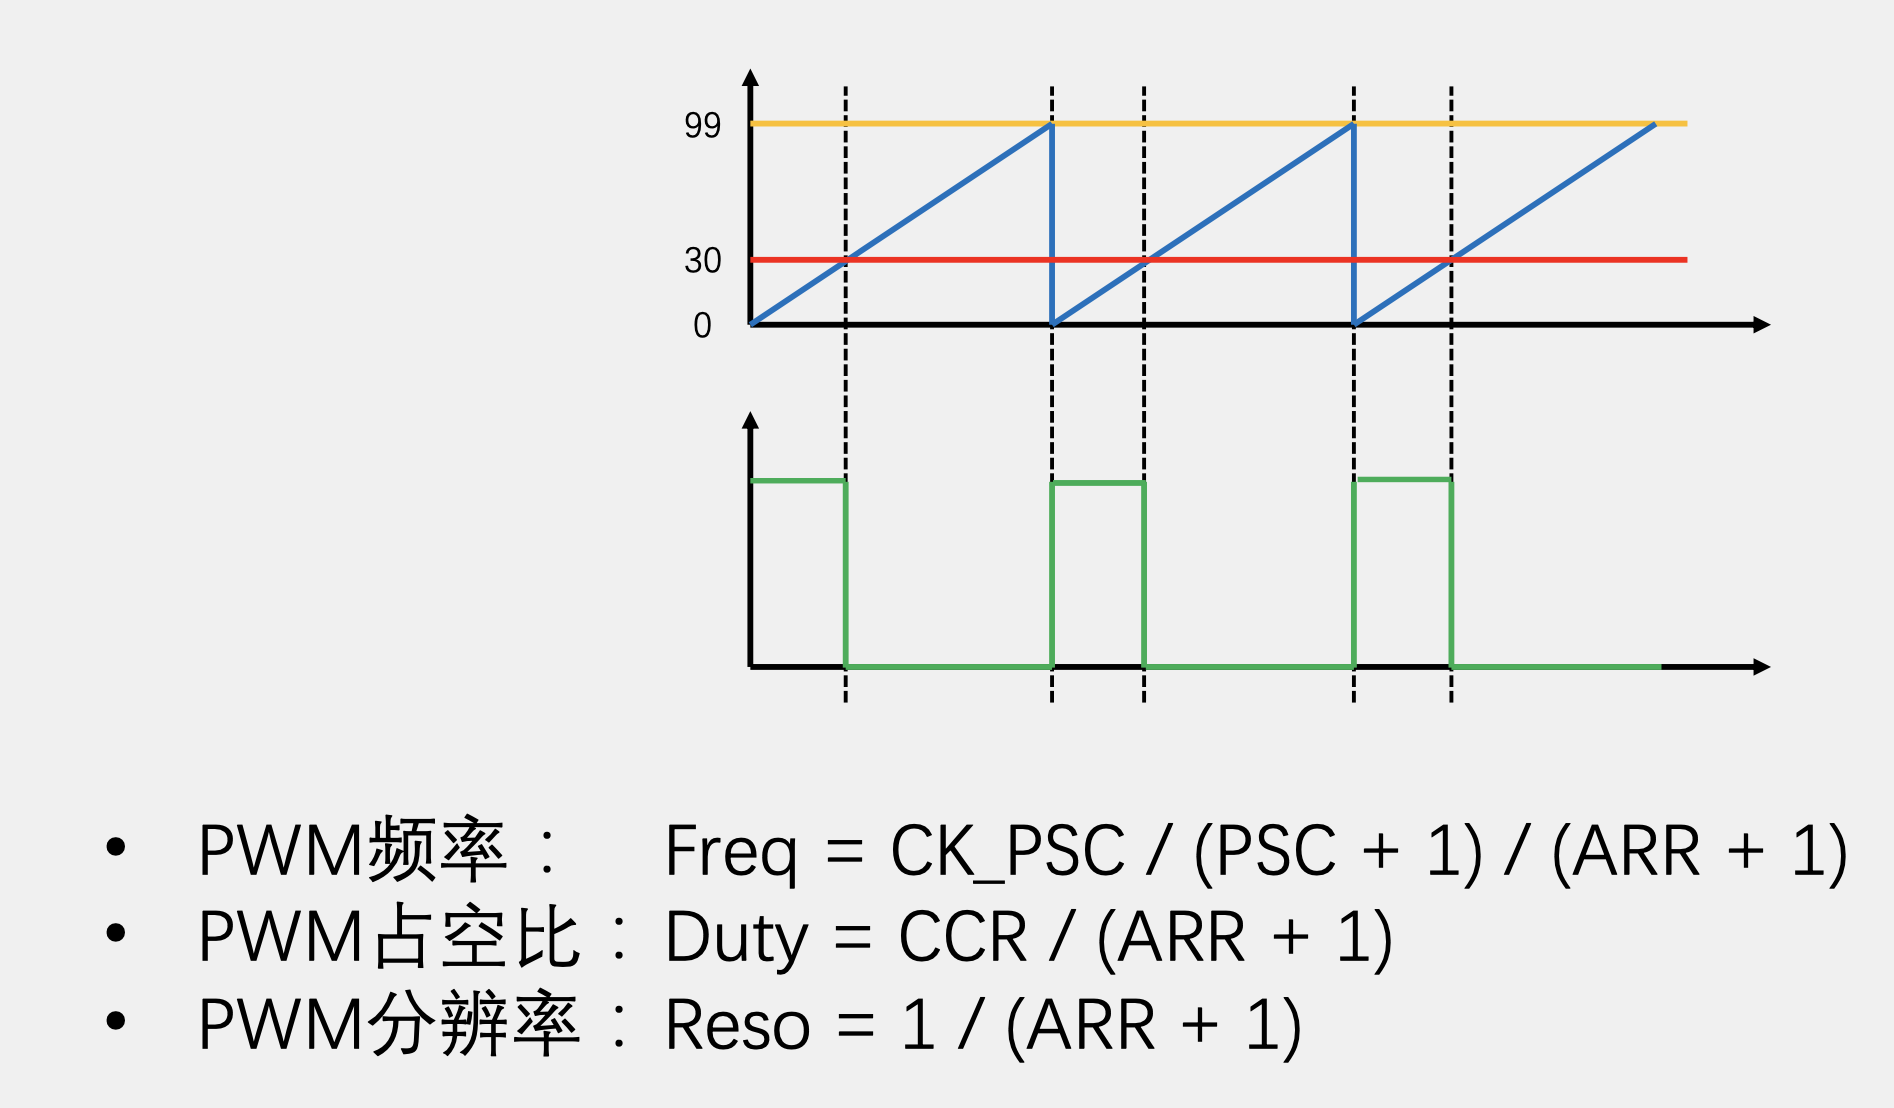 99
30
0
• PWM频率： Freq = CK_PSC / (PSC + 1) / (ARR + 1)
• PWM占空比：Duty = CCR / (ARR + 1)
• PWM分辨率：Reso = 1 / (ARR + 1)